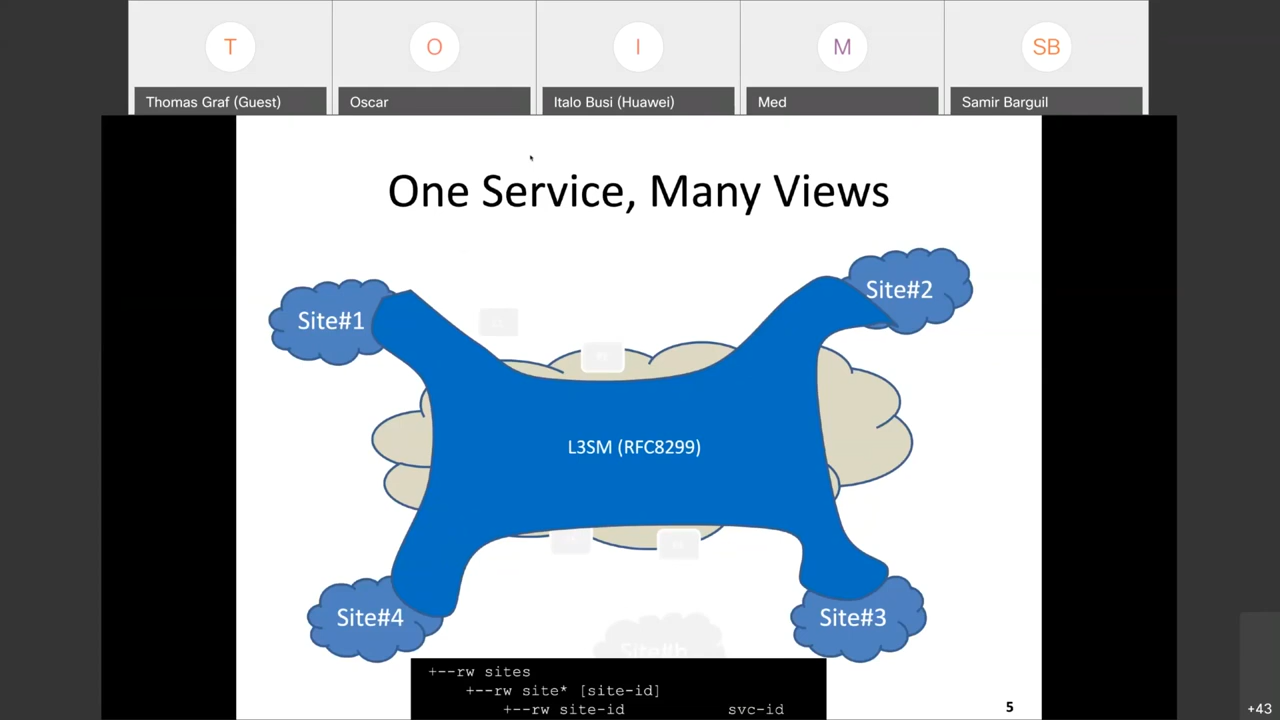 T
O
I
M
SB
Thomas Graf (Guest)
Oscar
Italo Busi (Huawei)
Med
Samir Barguil
One Service, Many Views
Site#1
Site#2
L3SM (RFC8299)
Site#4
Site#3
+--rw sites
+--rw site* [site-id]
+--rw site-id svc-id
5
+43